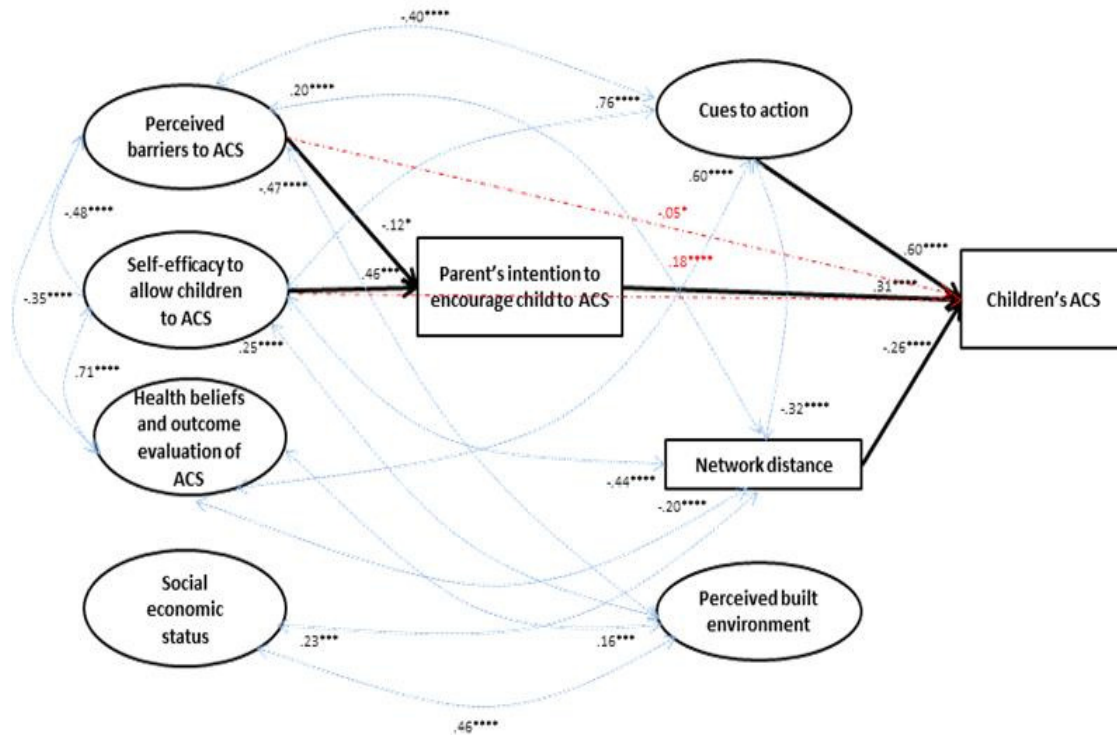 -.40****
.20****
.76****
Cues to action
Perceived
barriers to ACS
-.47****
.60****
-.48****
-.12*
-.05*
Self-efficacy to
allow children
to ACS
.46****
Parent's intention to
encourage child to ACS
.18****
.60****
.31****
Children's ACS
-.35****
.25****
-.26****
.71****
Health beliefs
and outcome
evaluation of
ACS
-.32****
Network distance
-.44****
-.20****
Social
economic
status
Perceived built
environment
.23***
.16***
.46****